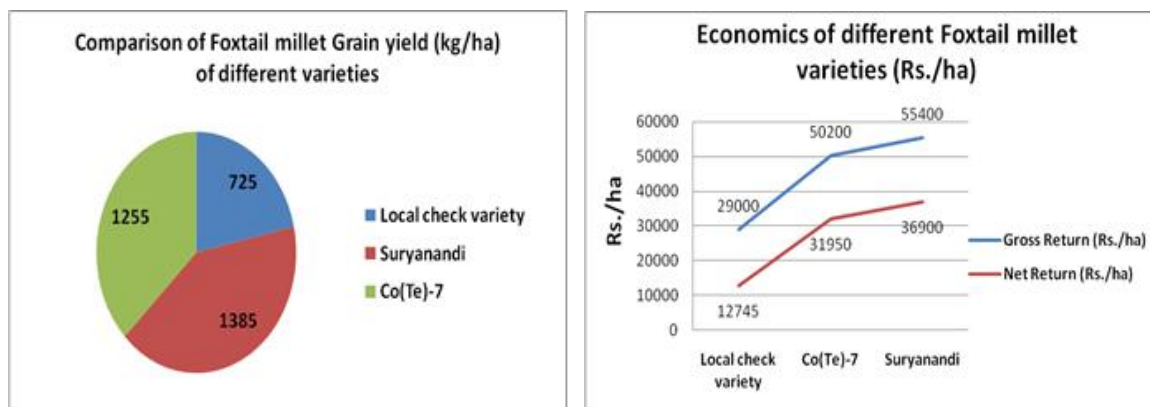 Comparison of Foxtail millet Grain yield (kg/ha)
of different varieties
725
1255
1385
Local check variety
Suryanandi
Co(Te)-7
Economics of different Foxtail millet
varieties (Rs./ha)
Rs./ha
60000
50000
40000
30000
20000
10000
0
29000
50200
55400
12745
31950
36900
Local check
variety
Co(Te)-7
Suryanandi
Gross Return (Rs./ha)
Net Return (Rs./ha)